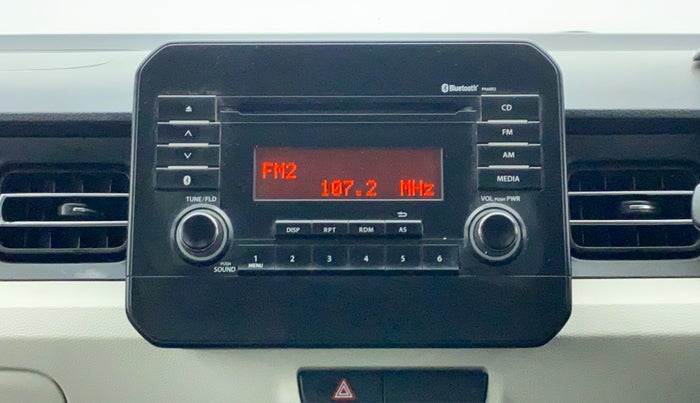 Bluetooth
CD
FM
AM
MEDIA
FM2
107.2 MHz
TUNE/FLD
VOL PUSH PWR
DISP RPT RDM AS
PUSH
SOUND
1 2 3 4 5 6
MENU